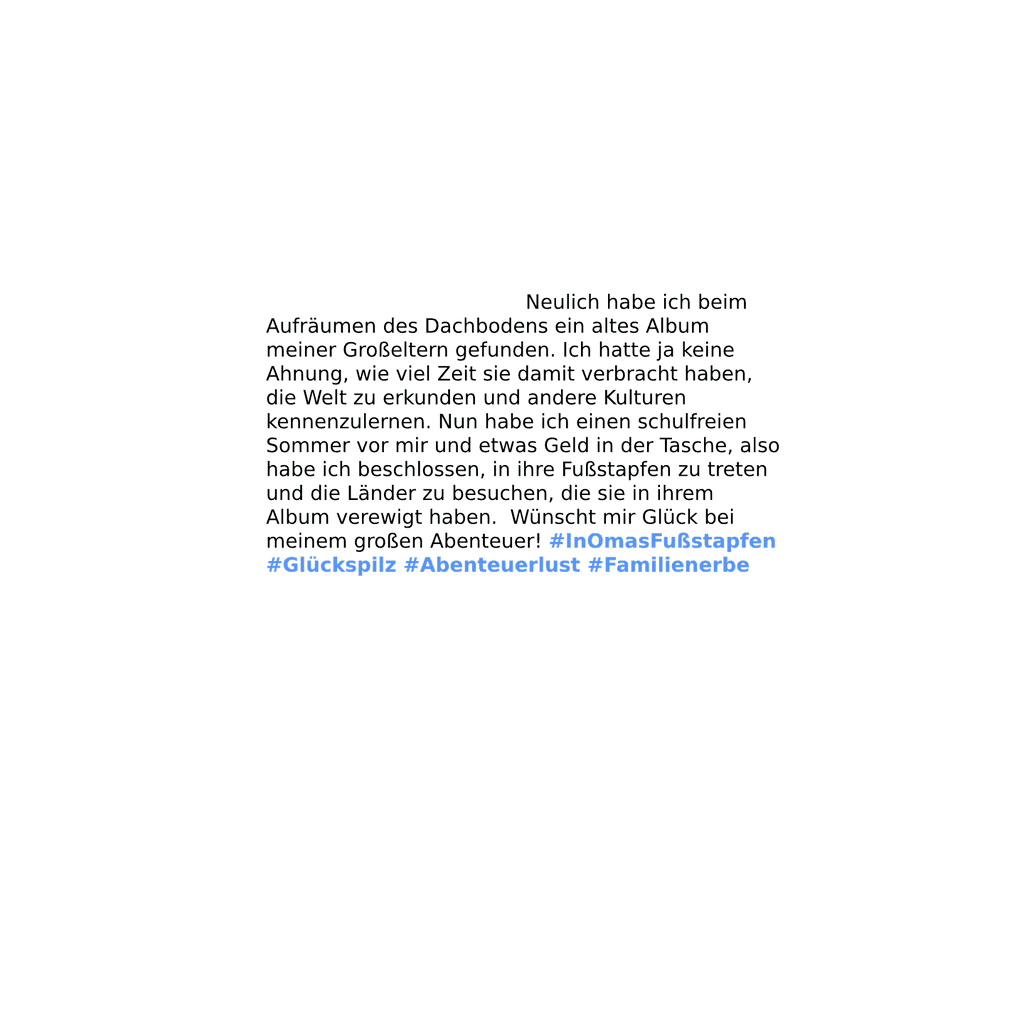 Neulich habe ich beim
Aufräumen des Dachbodens ein altes Album
meiner Großeltern gefunden. Ich hatte ja keine
Ahnung, wie viel Zeit sie damit verbracht haben,
die Welt zu erkunden und andere Kulturen
kennenzulernen. Nun habe ich einen schulfreien
Sommer vor mir und etwas Geld in der Tasche, also
habe ich beschlossen, in ihre Fußstapfen zu treten
und die Länder zu besuchen, die sie in ihrem
Album verewigt haben.  Wünscht mir Glück bei
meinem großen Abenteuer! #InOmasFußstapfen
#Glückspilz #Abenteuerlust #Familienerbe